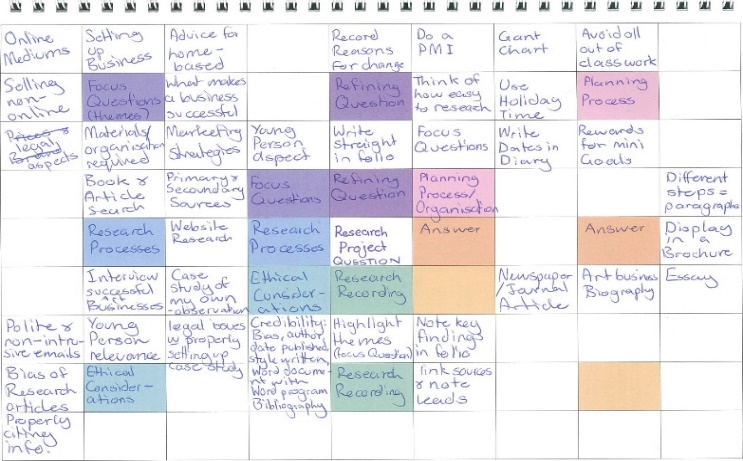 Online
Mediums
Setting
up
Business
Advice for
home-
based
Record
Reasons
for change
Do a
PMI
Gant
Chart
Avoid all
out of
classwork
Selling
non-
online
Focus
Questions
(themes)
What makes
a business
successful
Refining
Question
Think of
how easy
to research
Use
Holiday
Time
Planning
Process
legal
aspects
Materials/
organisation
required
Marketing
Strategies
Young
Person
aspect
Write
straight
in folio
Focus
Questions
Write
Dates in
Diary
Rewards
for mini
Goals
Book &
Article
Search
Primary &
Secoundary
Sources
Focus
Questions
Refining
Question
Planning
Process/
Organisation
Different
steps =
paragraphs
Research
Processes
Website
Research
Research
Processes
Research
Project
QUESTION
Answer
Answer
Display
in a
Brochure
Interview
successful
Art
Businesses
Case
study of
my own
-observation
Ethical
Consider-
ations
Research
Recording
Newspaper
/Journal
Article
Art business
Biography
Essay
Polite &
non-intru-
sive emails
Young
Person
relevance
legal
w property
setting up
case study
Credibility:
Bias, author,
date published,
style written,
Word docume-
nt with
Word program
Bibliography
Highlight
themes
(focus Question)
Note key
findings
in folio
Bias of
Research
articles
Ethical
Consider-
ations
Research
Recording
link sources
& note
leads
Properly
citing
info.